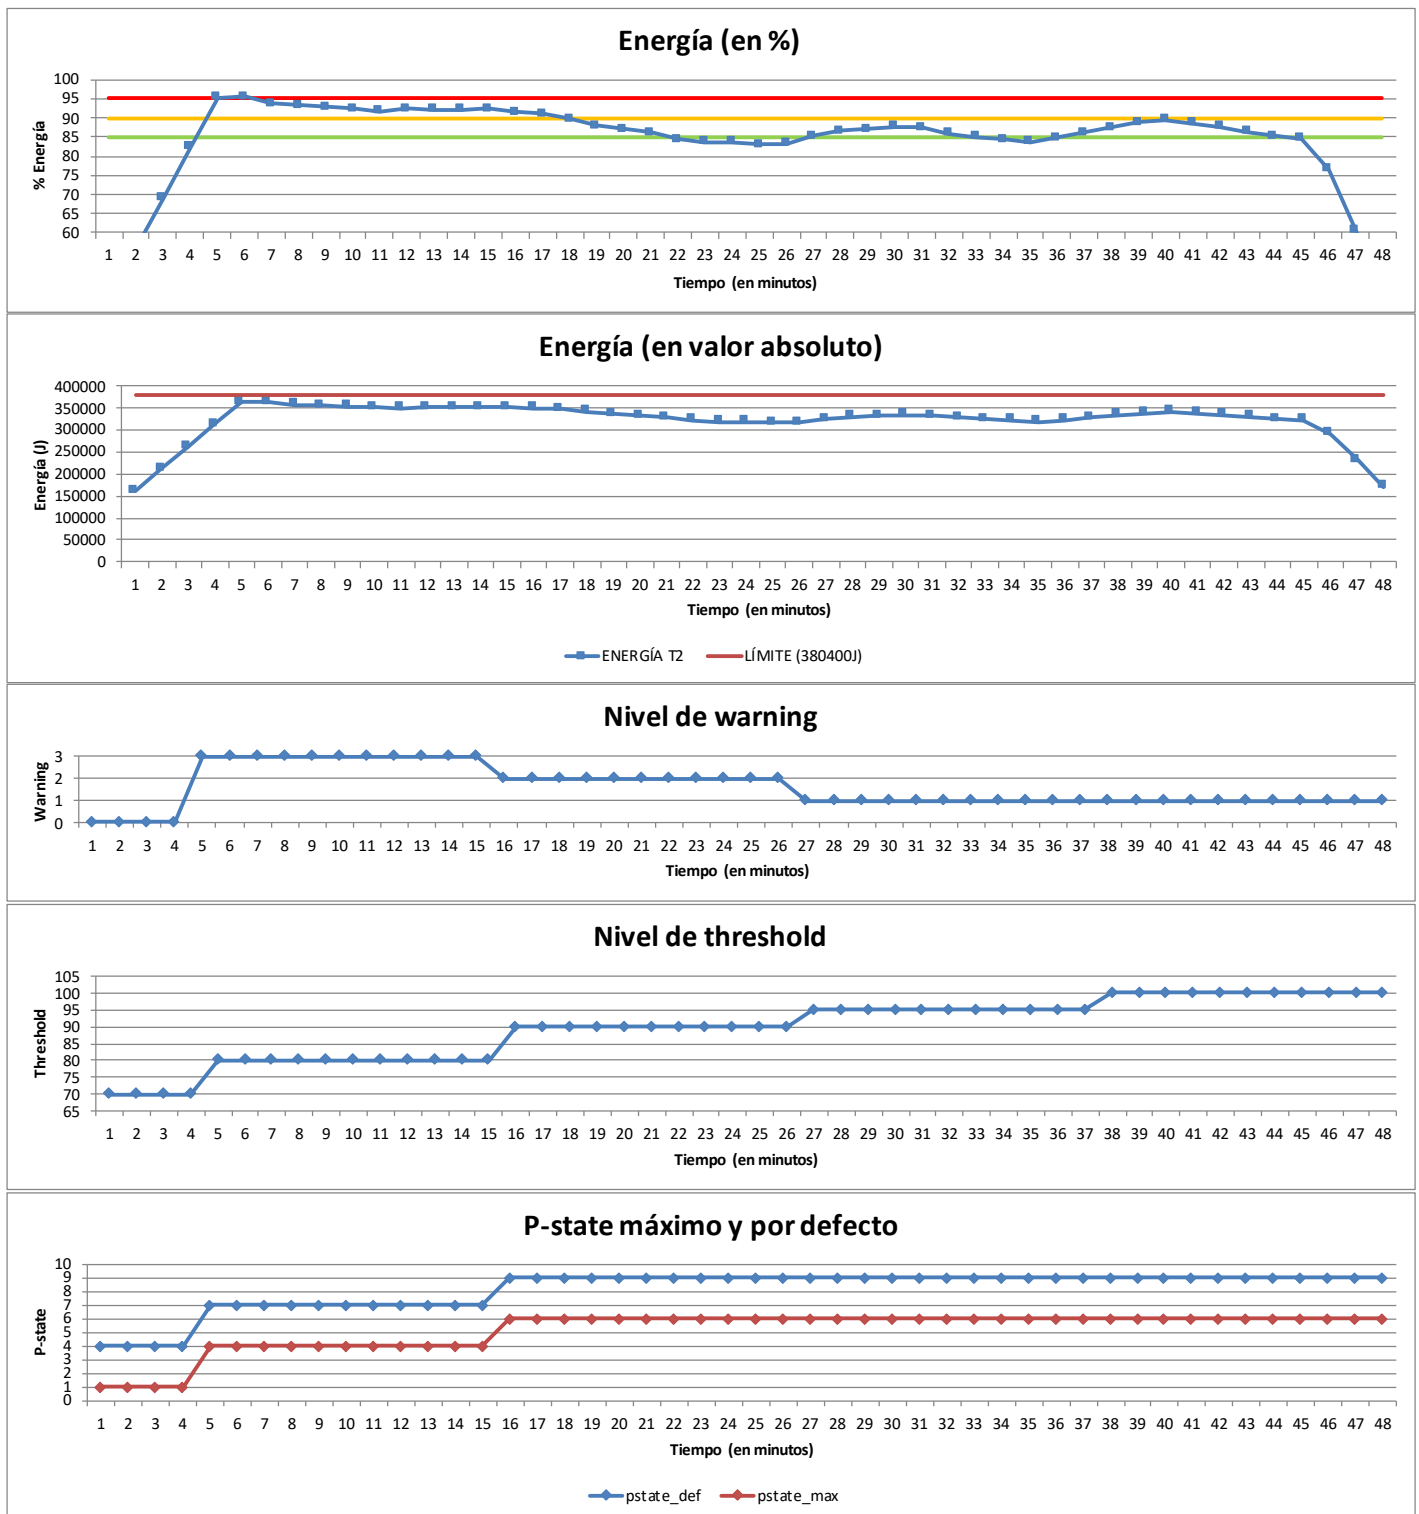 Energía (en %)
100
95
90
85
80
75
70
65
60
% Energía
1 2 3 4 5 6 7 8 9 10 11 12 13 14 15 16 17 18 19 20 21 22 23 24 25 26 27 28 29 30 31 32 33 34 35 36 37 38 39 40 41 42 43 44 45 46 47 48
Tiempo (en minutos)
Energía (en valor absoluto)
400000
350000
300000
250000
200000
150000
100000
50000
0
Energía (J)
1 2 3 4 5 6 7 8 9 10 11 12 13 14 15 16 17 18 19 20 21 22 23 24 25 26 27 28 29 30 31 32 33 34 35 36 37 38 39 40 41 42 43 44 45 46 47 48
Tiempo (en minutos)
ENERGÍA T2 LÍMITE (380400J)
Nivel de warning
3
2
1
0
Warning
1 2 3 4 5 6 7 8 9 10 11 12 13 14 15 16 17 18 19 20 21 22 23 24 25 26 27 28 29 30 31 32 33 34 35 36 37 38 39 40 41 42 43 44 45 46 47 48
Tiempo (en minutos)
Nivel de threshold
105
100
95
90
85
80
75
70
65
Threshold
1 2 3 4 5 6 7 8 9 10 11 12 13 14 15 16 17 18 19 20 21 22 23 24 25 26 27 28 29 30 31 32 33 34 35 36 37 38 39 40 41 42 43 44 45 46 47 48
Tiempo (en minutos)
P-state máximo y por defecto
10
9
8
7
6
5
4
3
2
1
0
P-state
1 2 3 4 5 6 7 8 9 10 11 12 13 14 15 16 17 18 19 20 21 22 23 24 25 26 27 28 29 30 31 32 33 34 35 36 37 38 39 40 41 42 43 44 45 46 47 48
Tiempo (en minutos)
pstate_def pstate_max